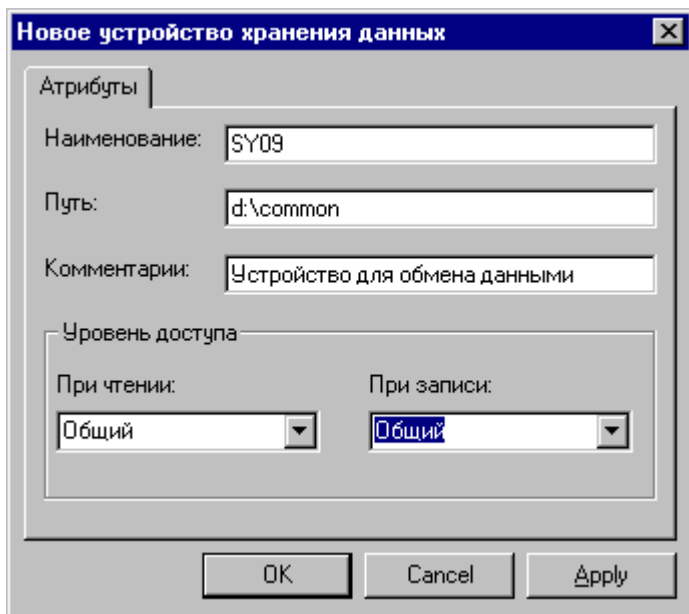 Новое устройство хранения данных
Атрибуты
Наименование: SY09
Путь: d:\common
Комментарии: Устройство для обмена данными
Уровень доступа
При чтении: При записи:
Общий Общий
OK Cancel Apply